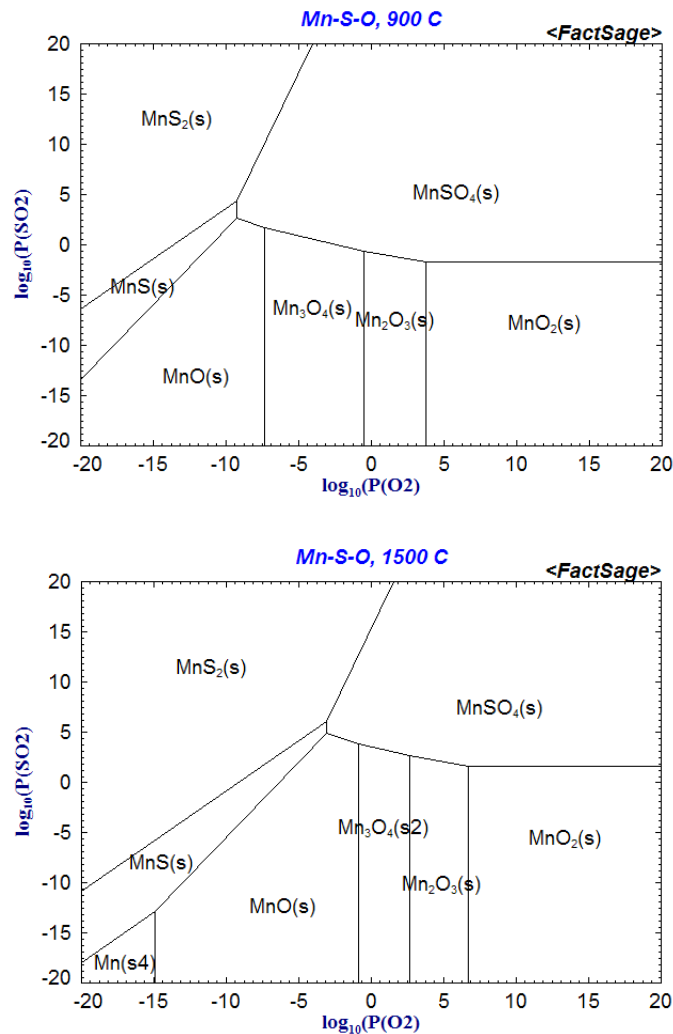 Mn-S-O, 900 C
<FactSage>
log₁₀(P(SO2)
20
15
10
5
0
-5
-10
-15
-20
MnS₂(s)
MnSO₄(s)
MnS(s)
Mn₃O₄(s)
Mn₂O₃(s)
MnO₂(s)
MnO(s)
-20 -15 -10 -5 0 5 10 15 20
log₁₀(P(O2)
Mn-S-O, 1500 C
<FactSage>
log₁₀(P(SO2)
20
15
10
5
0
-5
-10
-15
-20
MnS₂(s)
MnSO₄(s)
Mn₃O₄(s2)
MnO₂(s)
MnS(s)
Mn₂O₃(s)
MnO(s)
Mn(s4)
-20 -15 -10 -5 0 5 10 15 20
log₁₀(P(O2)